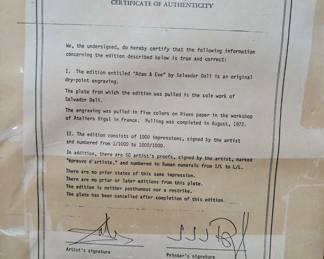 CERTIFICATE OF AUTHENTICITY
We, the undersigned, do hereby certify that the following information
concerning the edition described below is true and correct:
I. The edition entitled "Adam & Eve" by Salvador Dali is an original
dry-point engraving.
The plate from which the edition was pulled is the sole work of
Salvador Dali.
The engraving was pulled in five colors on Rives paper in the workshop
of Ateliers Rigal in France. Pulling was completed in August, 1972.
II. The edition consists of 1000 impressions, signed by the artist
and numbered from 1/1000 to 1000/1000.
In addition, there are 50 artist's proofs, signed by the artist, marked
"épreuve d'artiste," and numbered in Roman numerals from I/L to L/L.
There are no prior states of this same impression.
There are no prior or later editions from this plate.
The edition is neither posthumous nor a restrike.
The plate has been cancelled after completion of this edition.
Artist's signature Printer's signature